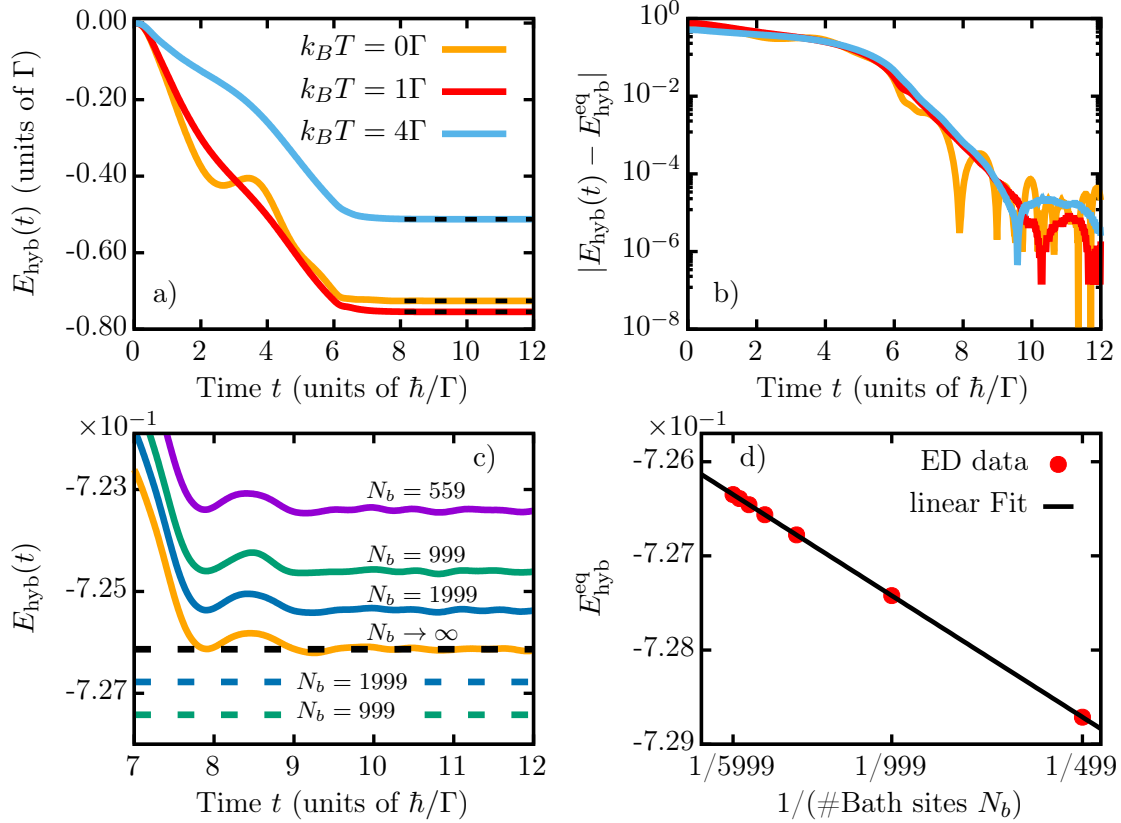 0.00
-0.20
-0.40
-0.60
-0.80
E_hyb(t) (units of Γ)
k_BT = 0Γ
k_BT = 1Γ
k_BT = 4Γ
a)
0 2 4 6 8 10 12
Time t (units of ħ/Γ)
10^0
10^-2
10^-4
10^-6
10^-8
|E_hyb(t) − E_hyb^eq|
b)
0 2 4 6 8 10 12
Time t (units of ħ/Γ)
×10^-1
-7.23
-7.25
-7.27
E_hyb(t)
c)
N_b = 559
N_b = 999
N_b = 1999
N_b → ∞
N_b = 1999
N_b = 999
7 8 9 10 11 12
Time t (units of ħ/Γ)
×10^-1
-7.26
-7.27
-7.28
-7.29
E_hyb^eq
d)
ED data
linear Fit
1/5999 1/999 1/499
1/(#Bath sites N_b)